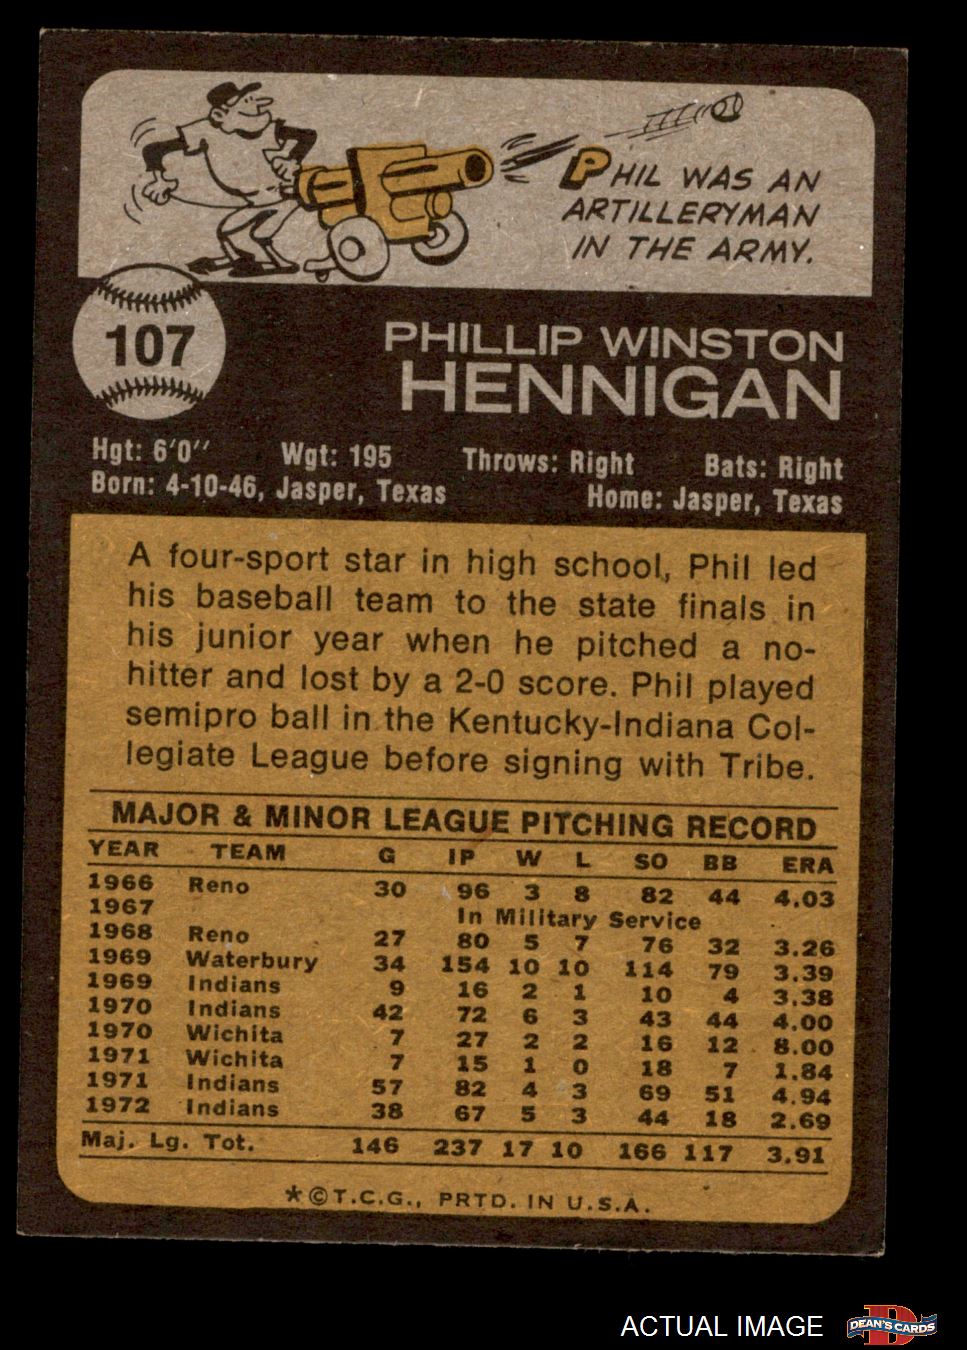 PHIL WAS AN
ARTILLERYMAN
IN THE ARMY.
107
PHILLIP WINSTON
HENNIGAN
Hgt: 6'0'' Wgt: 195 Throws: Right Bats: Right
Born: 4-10-46, Jasper, Texas Home: Jasper, Texas
A four-sport star in high school, Phil led
his baseball team to the state finals in
his junior year when he pitched a no-
hitter and lost by a 2-0 score. Phil played
semipro ball in the Kentucky-Indiana Col-
legiate League before signing with Tribe.
MAJOR & MINOR LEAGUE PITCHING RECORD
YEAR TEAM G IP W L SO BB ERA
1966 Reno 30 96 3 8 82 44 4.03
1967 In Military Service
1968 Reno 27 80 5 7 76 32 3.26
1969 Waterbury 34 154 10 10 114 79 3.39
1969 Indians 9 16 2 1 10 4 3.38
1970 Indians 42 72 6 3 43 44 4.00
1970 Wichita 7 27 2 2 16 12 8.00
1971 Wichita 7 15 1 0 18 7 1.84
1971 Indians 57 82 4 3 69 51 4.94
1972 Indians 38 67 5 3 44 18 2.69
Maj. Lg. Tot. 146 237 17 10 166 117 3.91
*©T.C.G., PRTD. IN U.S.A.
ACTUAL IMAGE
DEAN'S CARDS